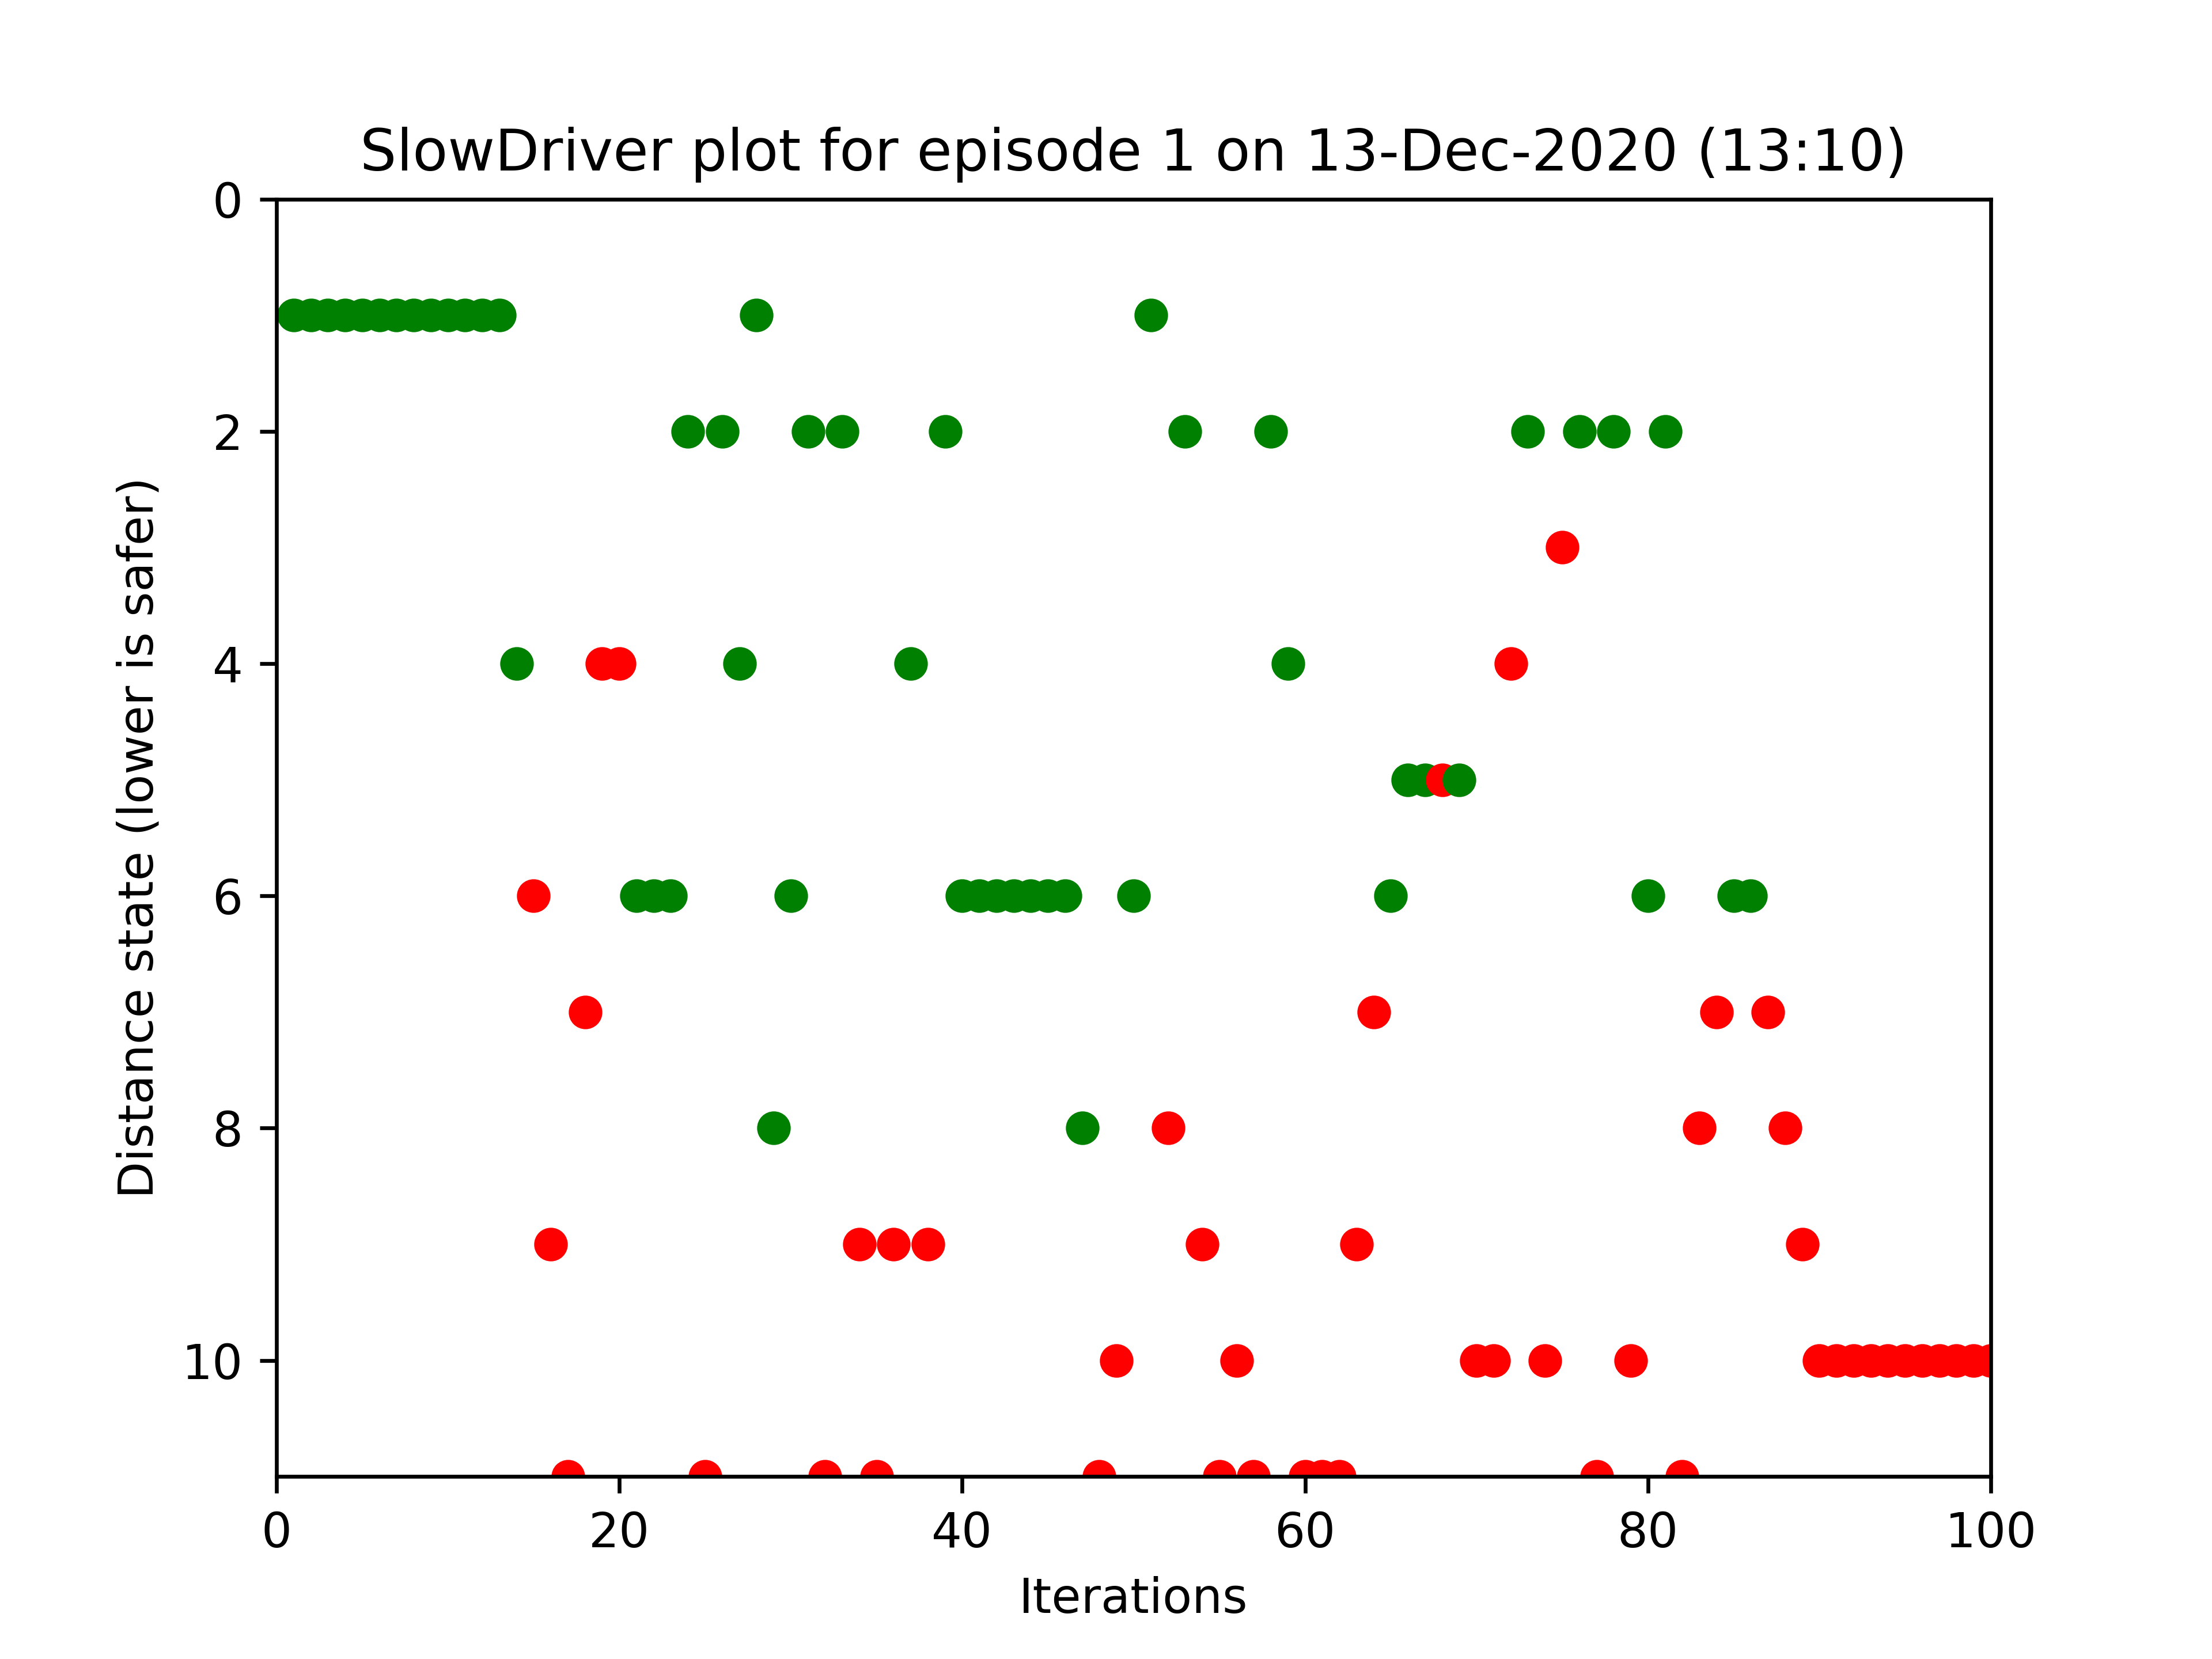 SlowDriver plot for episode 1 on 13-Dec-2020 (13:10)
0
2
4
6
8
10
Distance state (lower is safer)
0 20 40 60 80 100
Iterations